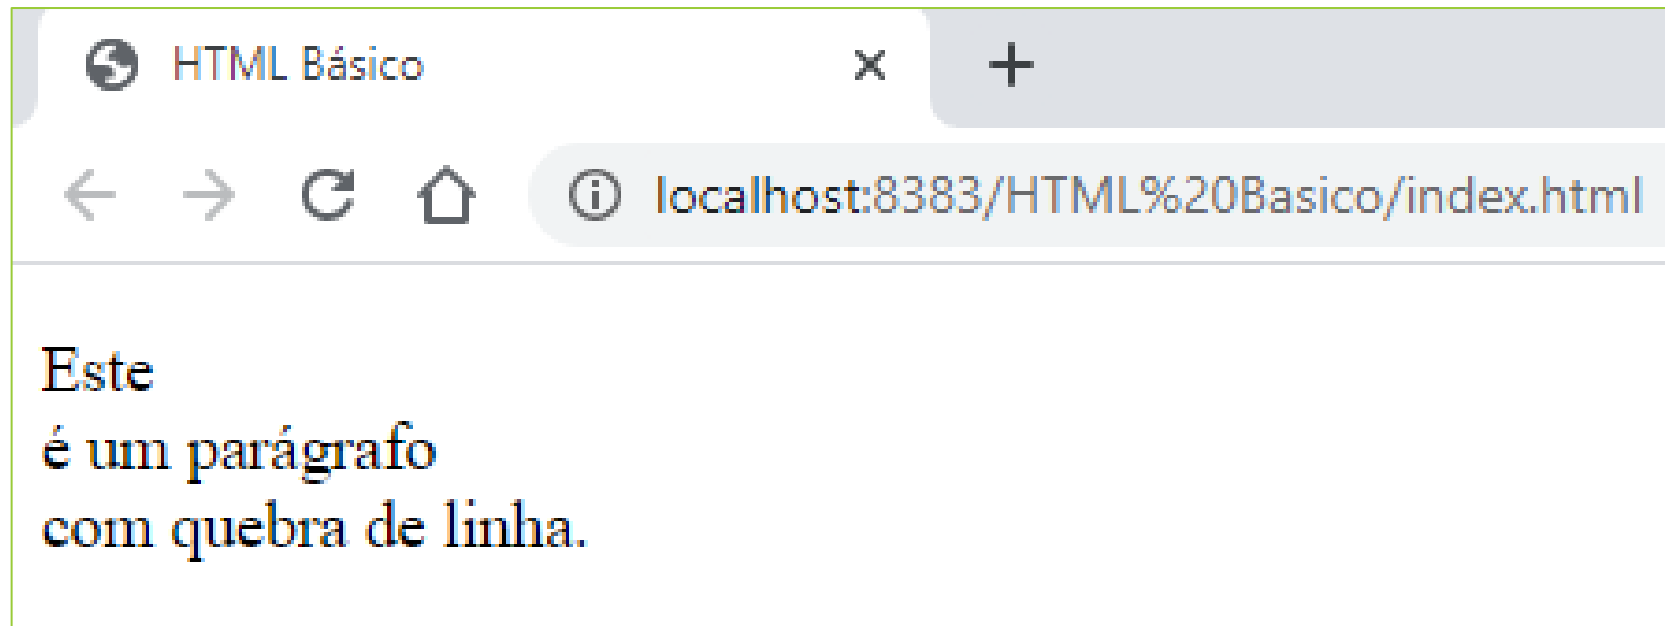 HTML Básico
localhost:8383/HTML%20Basico/index.html
Este
é um parágrafo
com quebra de linha.